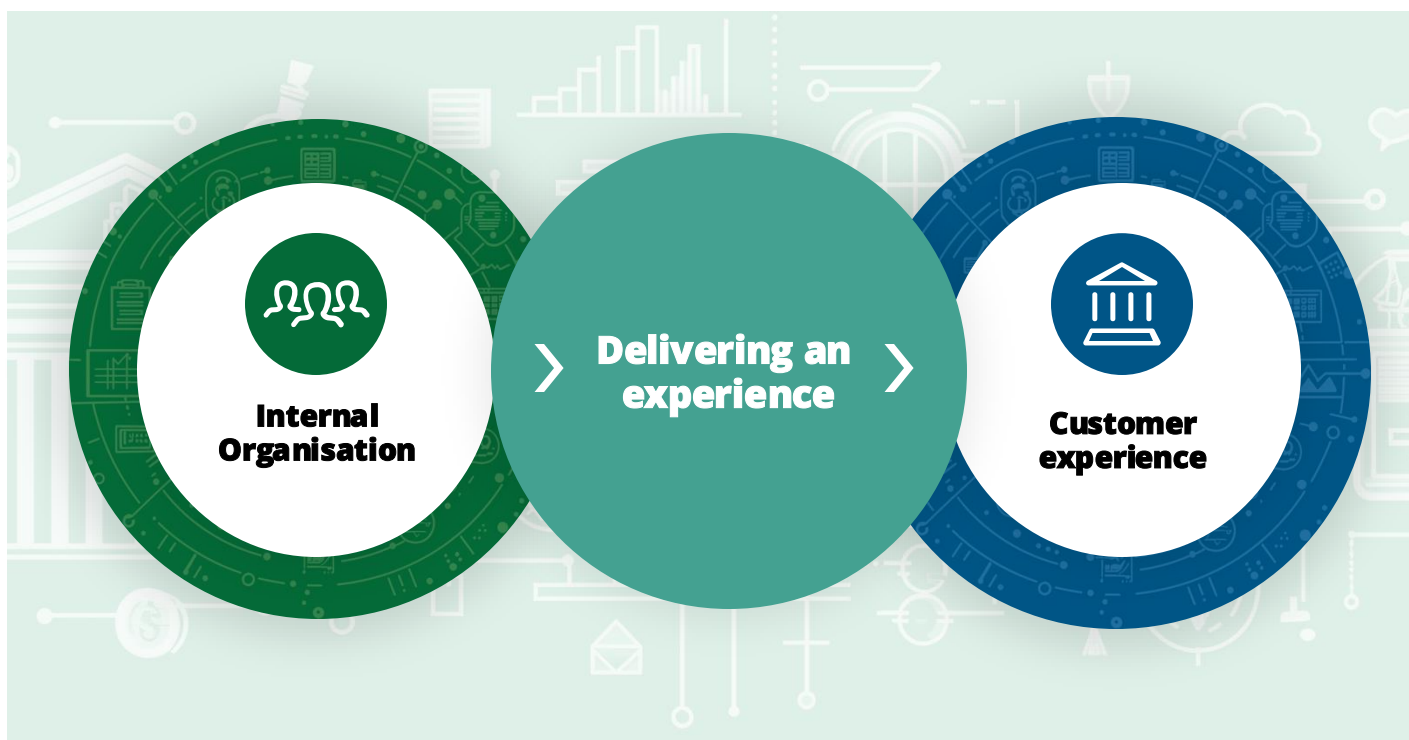 Internal
Organisation
Delivering an
experience
Customer
experience